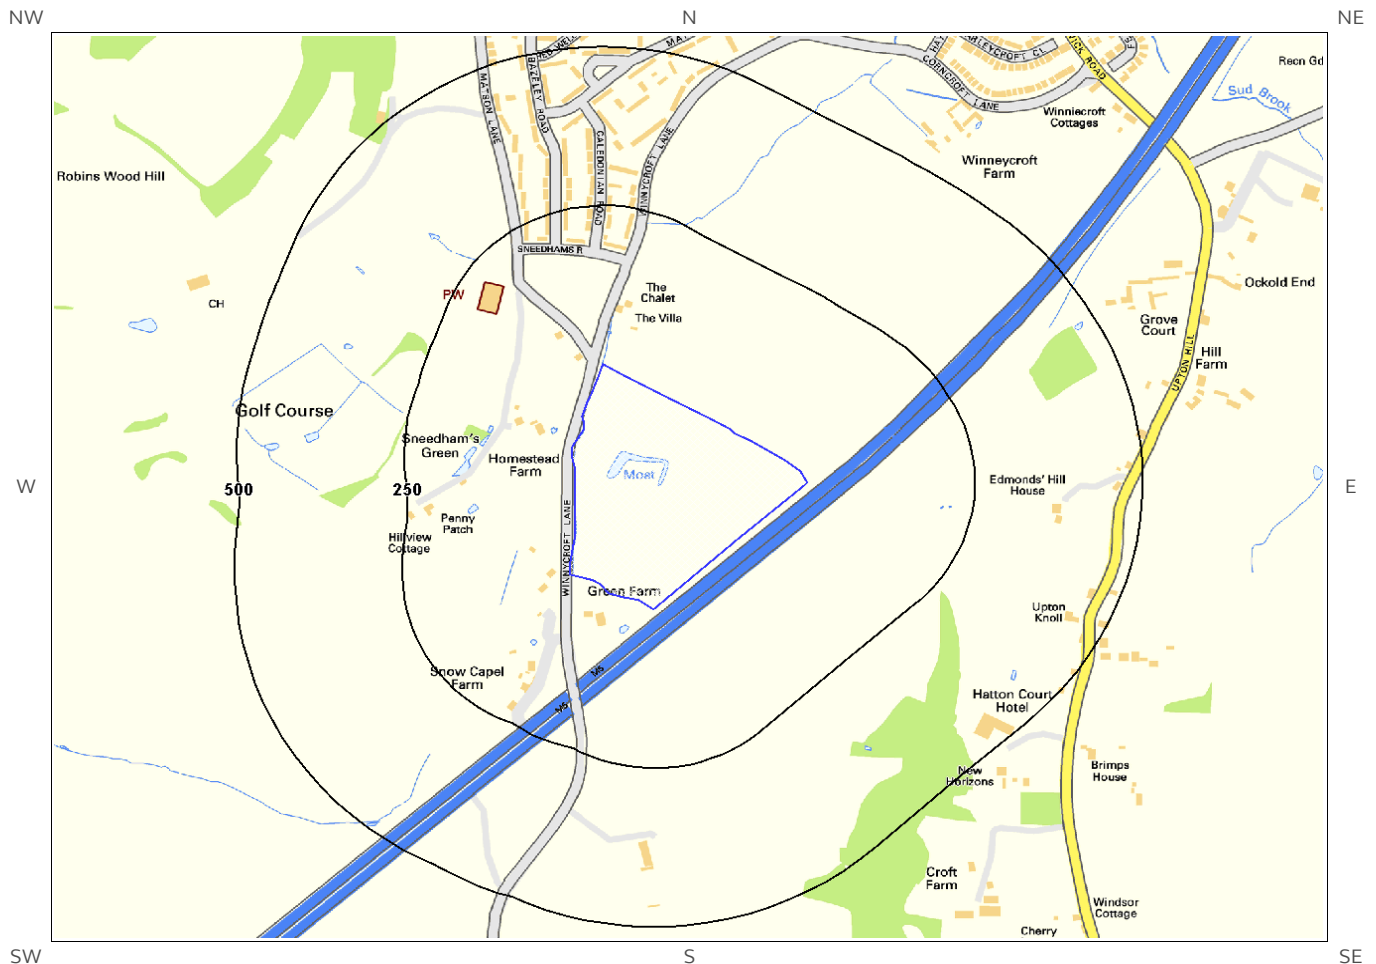 NW
N
NE
MATSON LANE
BAZELEY ROAD
CALEDONIAN ROAD
WINNYCROFT LANE
CORNCROFT LANE
Recn Gd
Sud Brook
Winniecroft
Cottages
Winneycroft
Farm
Robins Wood Hill
SNEEDHAMS R
PW
CH
The
Chalet
The Villa
Ockold End
Grove
Court
Hill
Farm
UPTON HILL
Golf Course
Sneedham's
Green
Homestead
Farm
Moat
W
500
250
Edmonds' Hill
House
E
Penny
Patch
Hillview
Cottage
WINNYCROFT LANE
Green Farm
Upton
Knoll
Snow Capel
Farm
M5
M5
Hatton Court
Hotel
New
Horizons
Brimps
House
Croft
Farm
Windsor
Cottage
Cherry
SW
S
SE